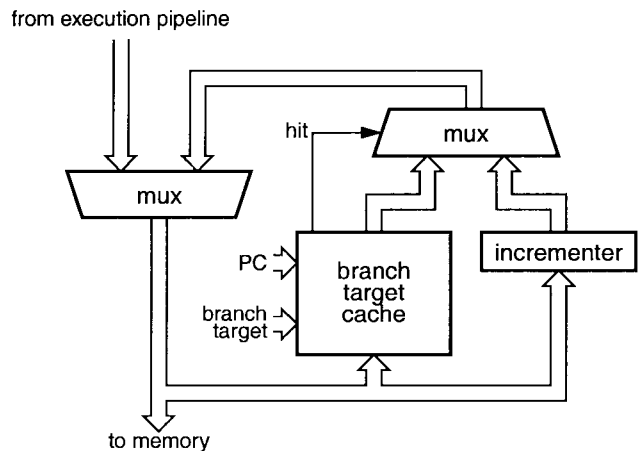 from execution pipeline
hit
mux
mux
PC
branch
target
cache
incrementer
branch
target
to memory